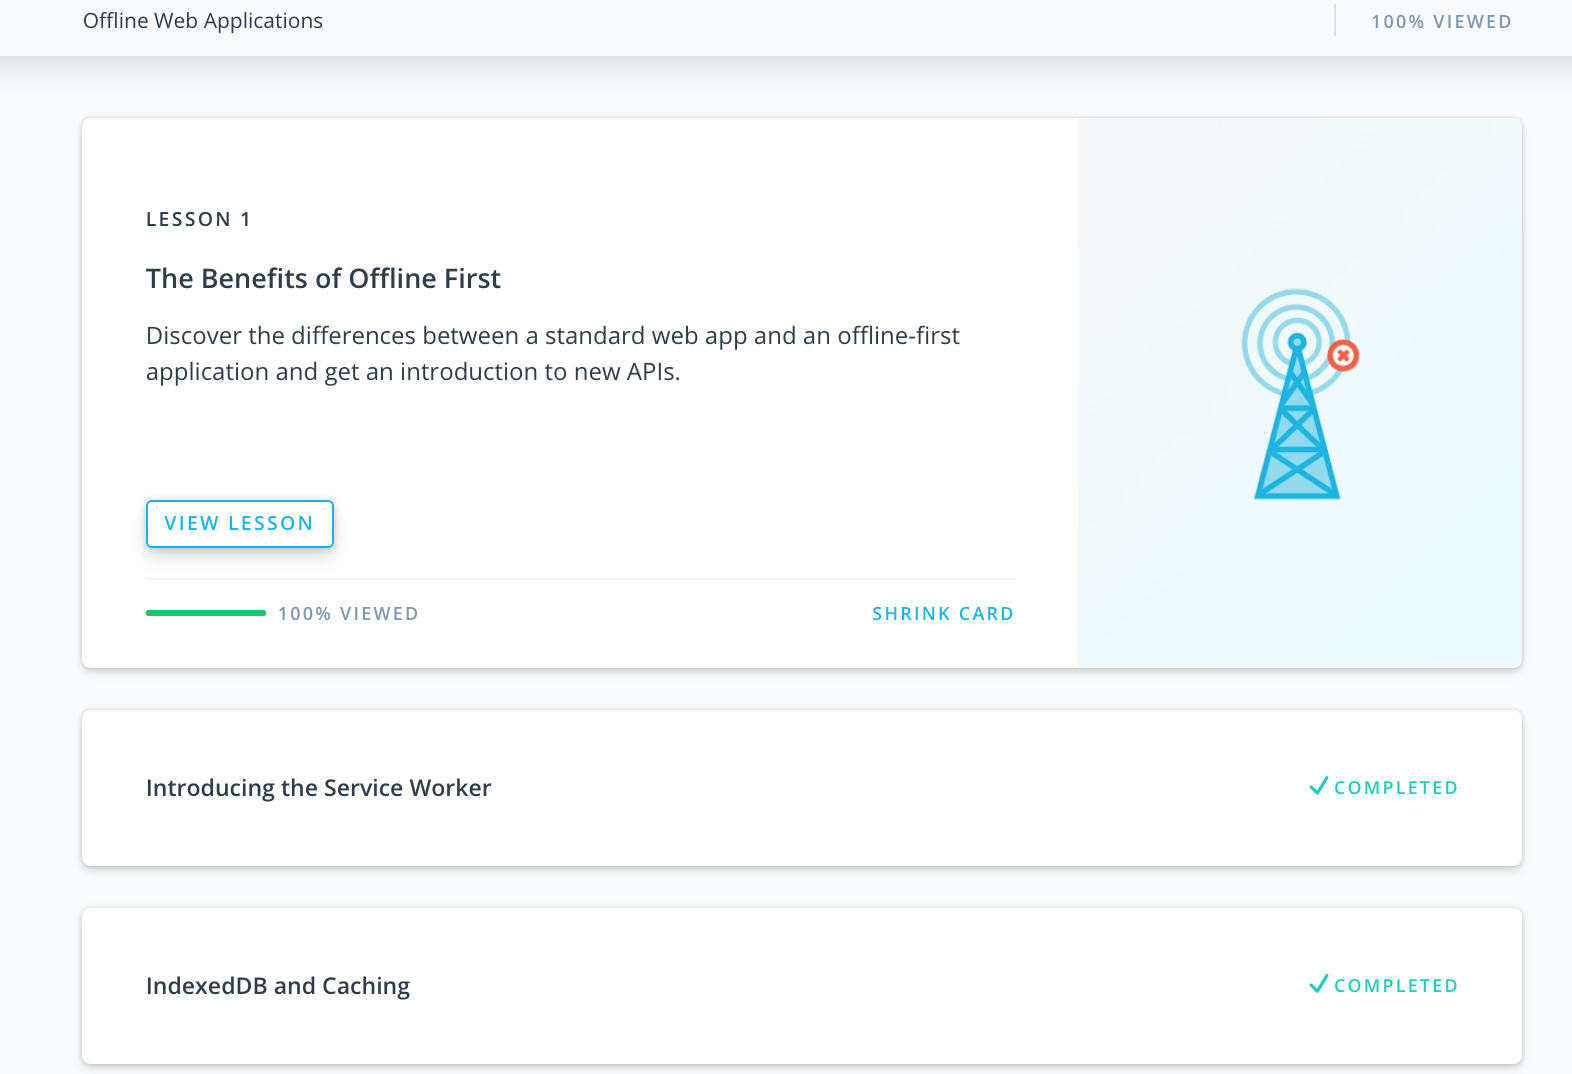 Offline Web Applications
100% VIEWED
LESSON 1
The Benefits of Offline First
Discover the differences between a standard web app and an offline-first
application and get an introduction to new APIs.
VIEW LESSON
100% VIEWED
SHRINK CARD
Introducing the Service Worker
COMPLETED
IndexedDB and Caching
COMPLETED